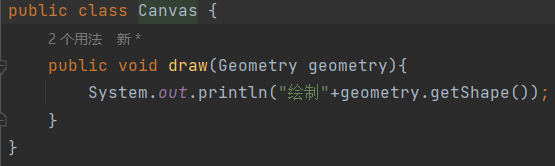 public class Canvas {
2 个用法 新 *
public void draw(Geometry geometry){
System.out.println("绘制"+geometry.getShape());
}
}